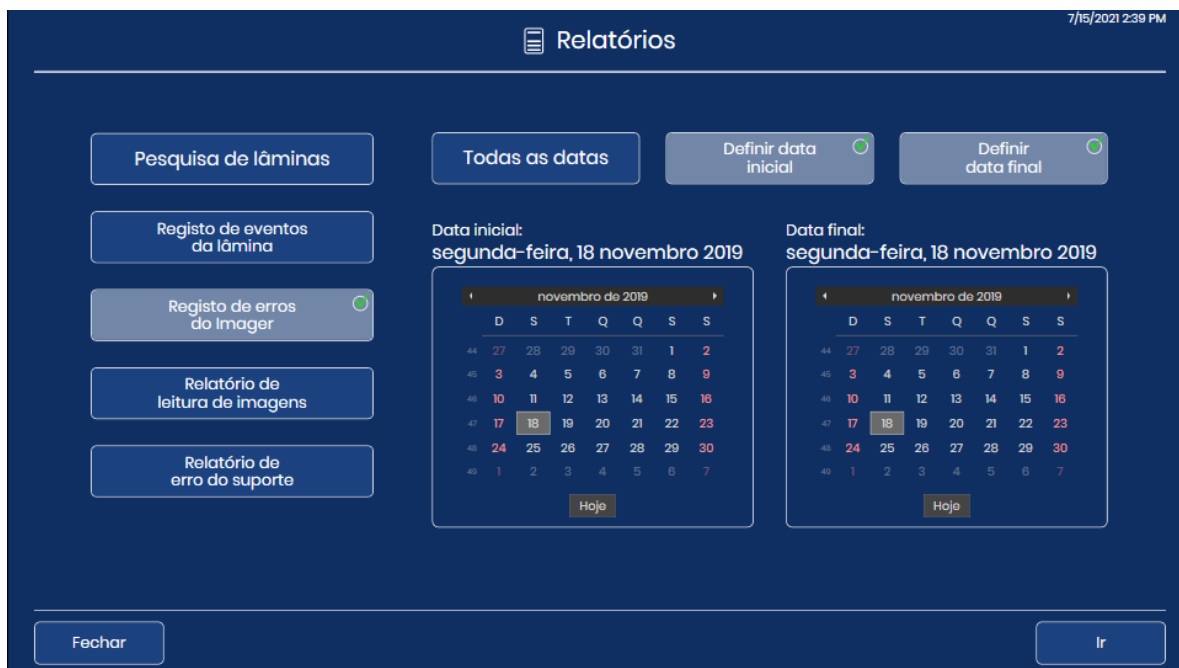 7/15/2021 2:39 PM
Relatórios
Pesquisa de lâminas
Registo de eventos
da lâmina
Registo de erros
do Imager
Relatório de
leitura de imagens
Relatório de
erro do suporte
Todas as datas
Definir data
inicial
Definir
data final
Data inicial:
segunda-feira, 18 novembro 2019
novembro de 2019
D S T Q Q S S
44 27 28 29 30 31 1 2
45 3 4 5 6 7 8 9
46 10 11 12 13 14 15 16
47 17 18 19 20 21 22 23
48 24 25 26 27 28 29 30
49 1 2 3 4 5 6 7
Hoje
Data final:
segunda-feira, 18 novembro 2019
novembro de 2019
D S T Q Q S S
44 27 28 29 30 31 1 2
45 3 4 5 6 7 8 9
46 10 11 12 13 14 15 16
47 17 18 19 20 21 22 23
48 24 25 26 27 28 29 30
49 1 2 3 4 5 6 7
Hoje
Fechar
Ir